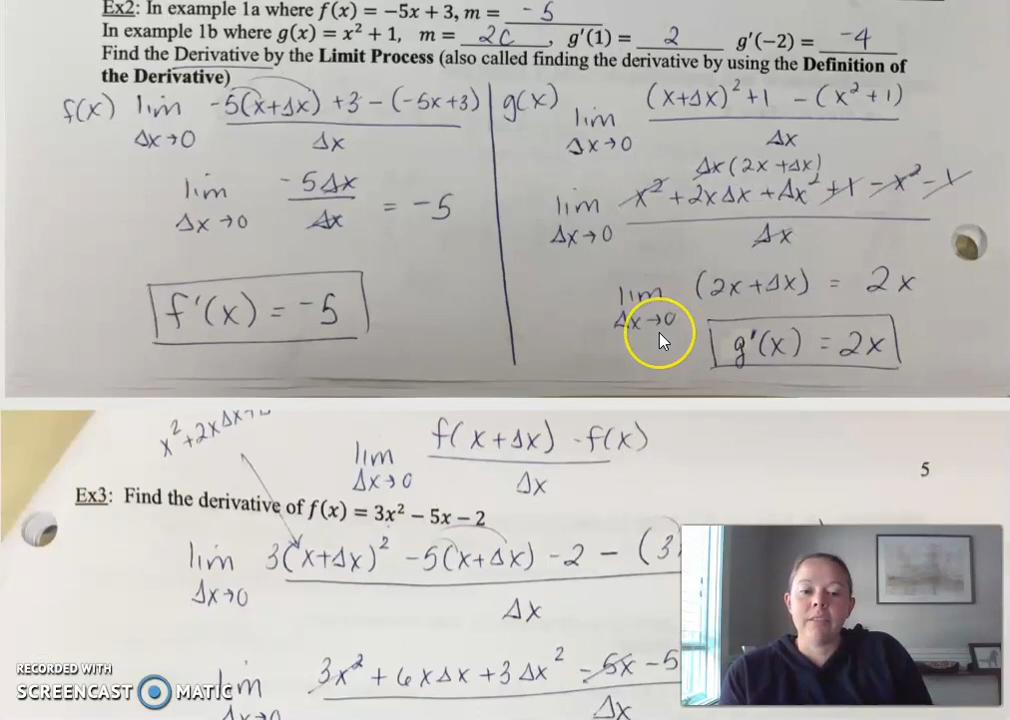 Ex2: In example 1a where f(x) = −5x + 3, m = -5
In example 1b where g(x) = x² + 1, m = 2C, g'(1) = 2 g'(−2) = -4
Find the Derivative by the Limit Process (also called finding the derivative by using the Definition of
the Derivative)
f(x) lim -5(x+Δx) +3 - (-5x+3)
Δx→0 Δx
lim -5Δx
Δx→0 Δx = -5
f'(x) = -5
g(x) lim (x+Δx)² +1 - (x²+1)
Δx→0 Δx
Δx(2x+Δx)
lim x² + 2xΔx + Δx² + 1 - x² - 1
Δx→0 Δx
lim (2x+Δx) = 2x
Δx→0
g'(x) = 2x
x² + 2xΔx +
lim f(x+Δx) - f(x)
Δx→0 Δx
5
Ex3: Find the derivative of f(x) = 3x² − 5x − 2
lim 3(x+Δx)² -5(x+Δx) -2 - (3
Δx→0 Δx
lim 3x² + 6xΔx + 3Δx² - 5x - 5
Δx→0 Δx
RECORDED WITH
SCREENCAST MATIC